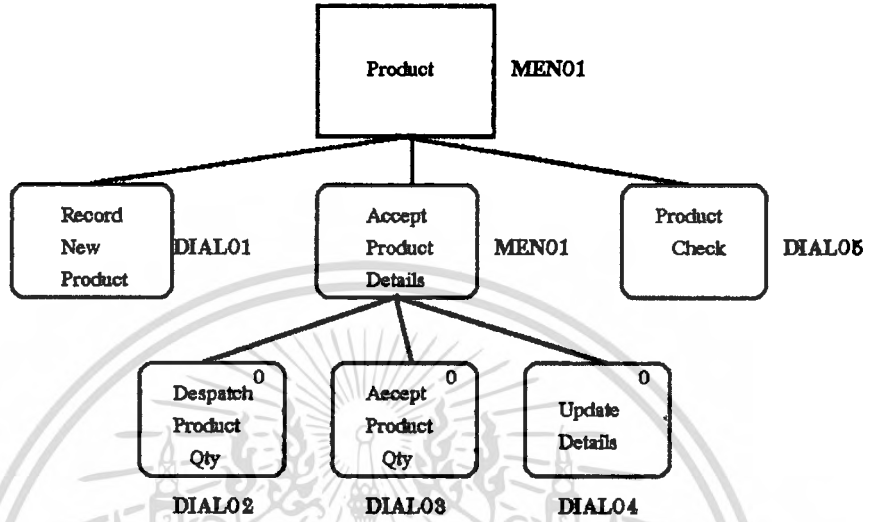 Product
MEN01
Record
New
Product
DIAL01
Accept
Product
Details
MEN01
Product
Check
DIAL05
0
Despatch
Product
Qty
DIAL02
0
Accept
Product
Qty
DIAL03
0
Update
Details
DIAL04